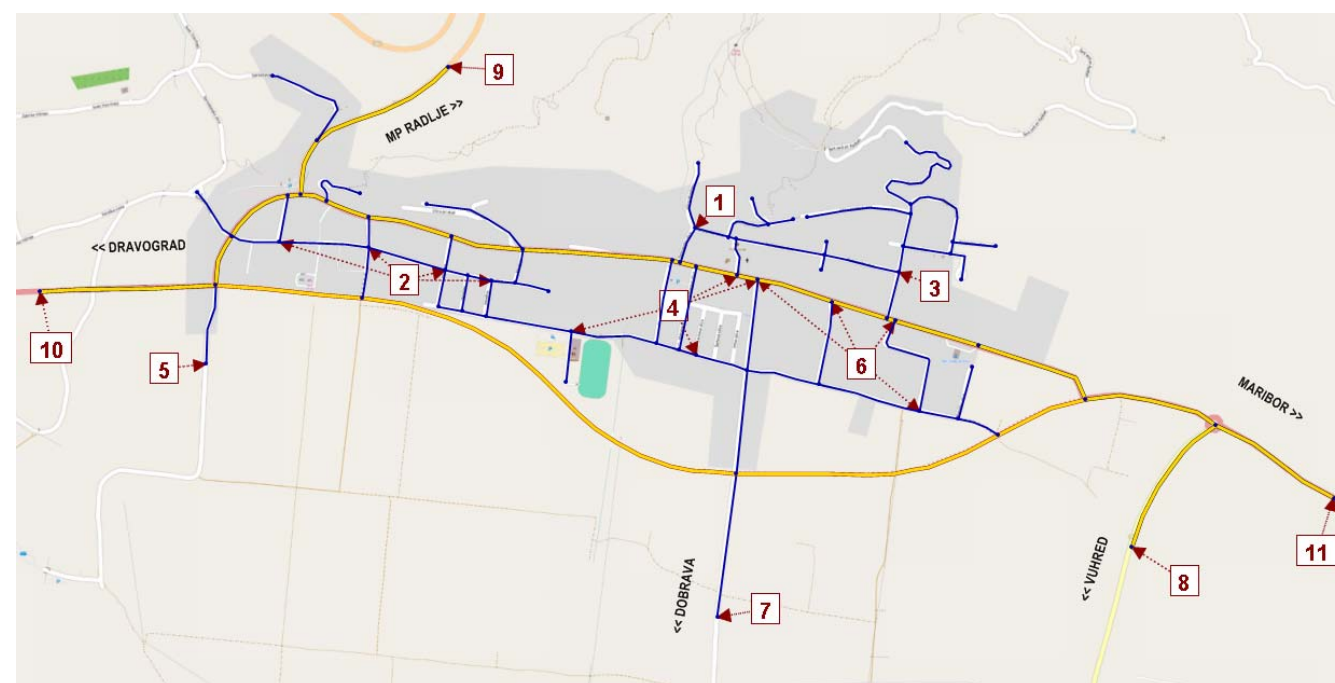 9
MP RADLJE >>
1
<< DRAVOGRAD
2
3
4
10
5
6
MARIBOR >>
11
<< VUHRED
8
<< DOBRAVA
7